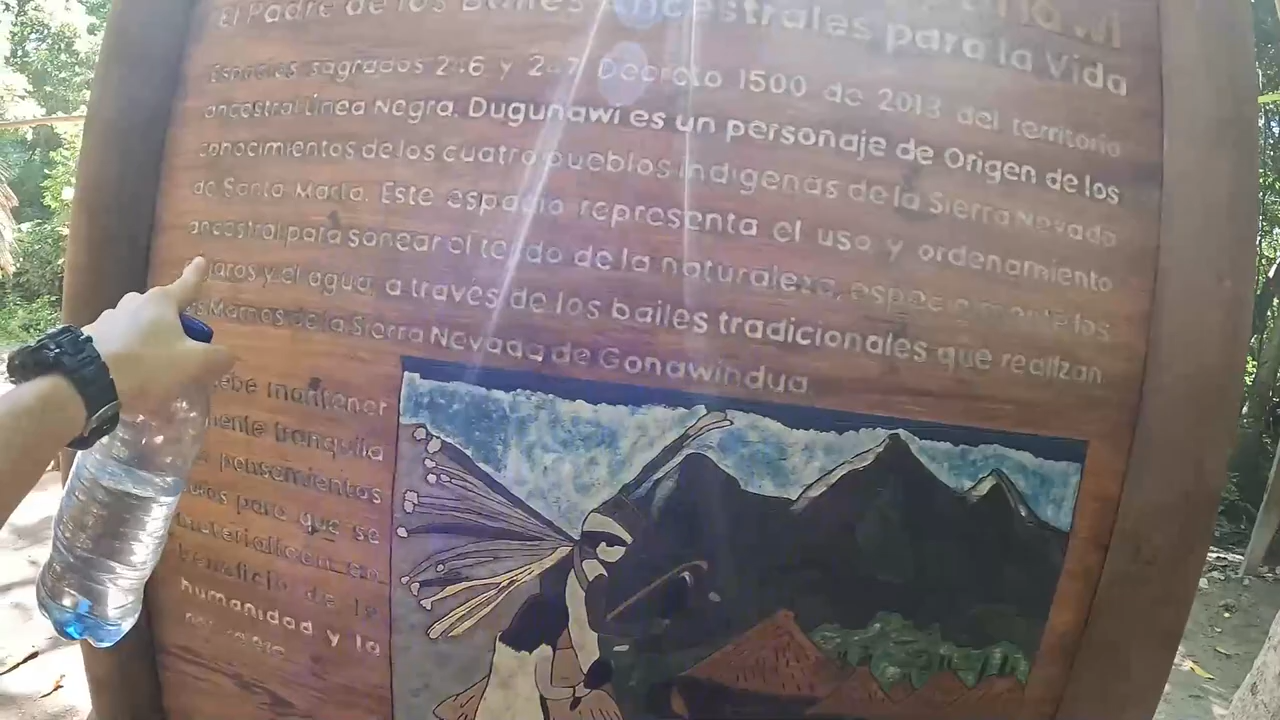 El Padre de los Bailes Ancestrales para la Vida
Espacios sagrados 246 y 247 Decreto 1500 de 2018 del territorio
ancestral Línea Negra. Dugunawi es un personaje de Origen de los
conocimientos de los cuatro pueblos indígenas de la Sierra Nevada
de Santa Marta. Este espacio representa el uso y ordenamiento
ancestral para sanear el tejido de la naturaleza, especialmente los
y el agua, a través de los bailes tradicionales que realizan
Mamos de la Sierra Nevada de Gonawindua.
mantener
tranquila
pensamientos
para que se
materialicen en
beneficio de la
humanidad y la